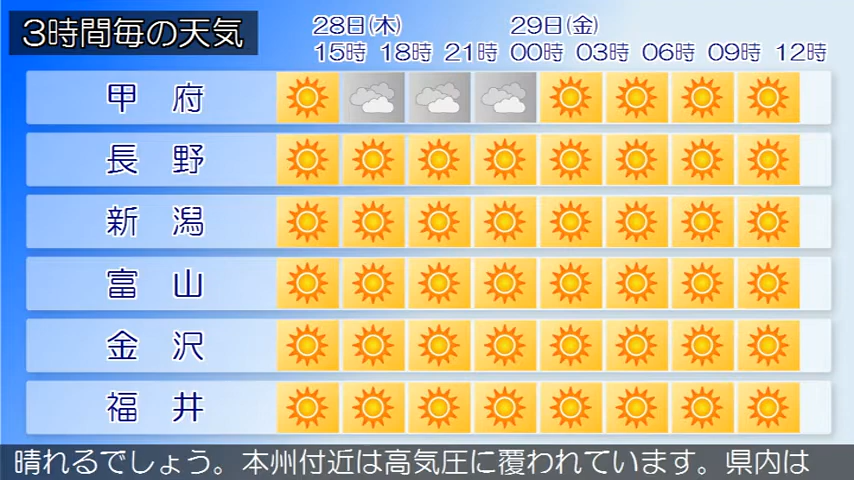 3時間毎の天気
28日(木) 29日(金)
15時 18時 21時 00時 03時 06時 09時 12時
甲府
長野
新潟
富山
金沢
福井
晴れるでしょう。本州付近は高気圧に覆われています。県内は